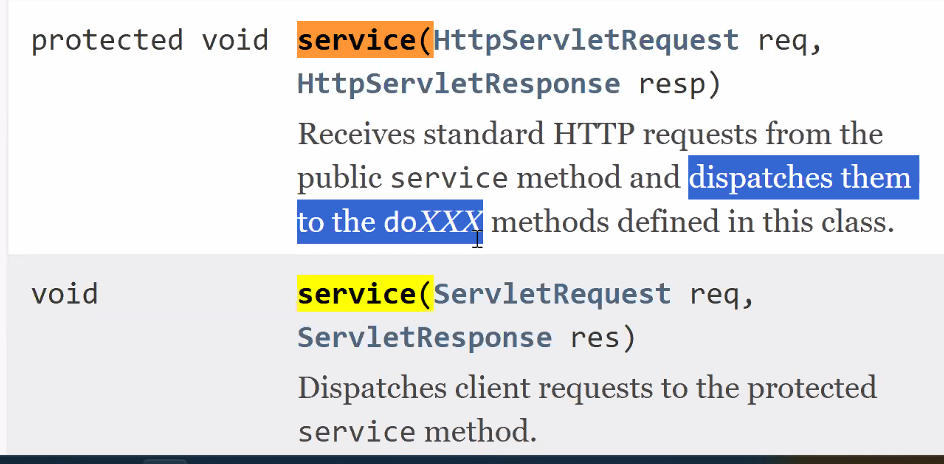 protected void service(HttpServletRequest req,
HttpServletResponse resp)
Receives standard HTTP requests from the
public service method and dispatches them
to the doXXX methods defined in this class.
void service(ServletRequest req,
ServletResponse res)
Dispatches client requests to the protected
service method.